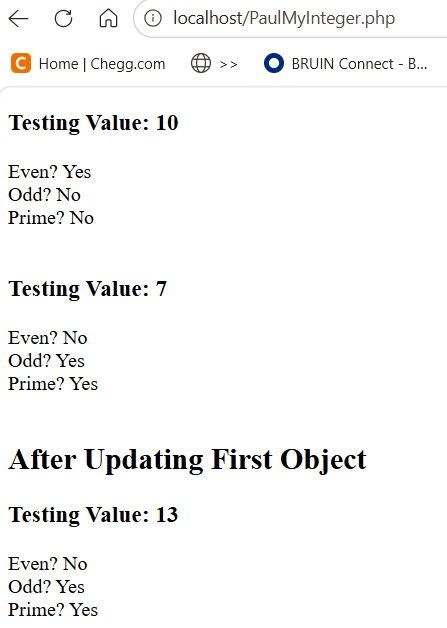 localhost/PaulMyInteger.php
C Home | Chegg.com >> BRUIN Connect - B...
Testing Value: 10
Even? Yes
Odd? No
Prime? No
Testing Value: 7
Even? No
Odd? Yes
Prime? Yes
After Updating First Object
Testing Value: 13
Even? No
Odd? Yes
Prime? Yes